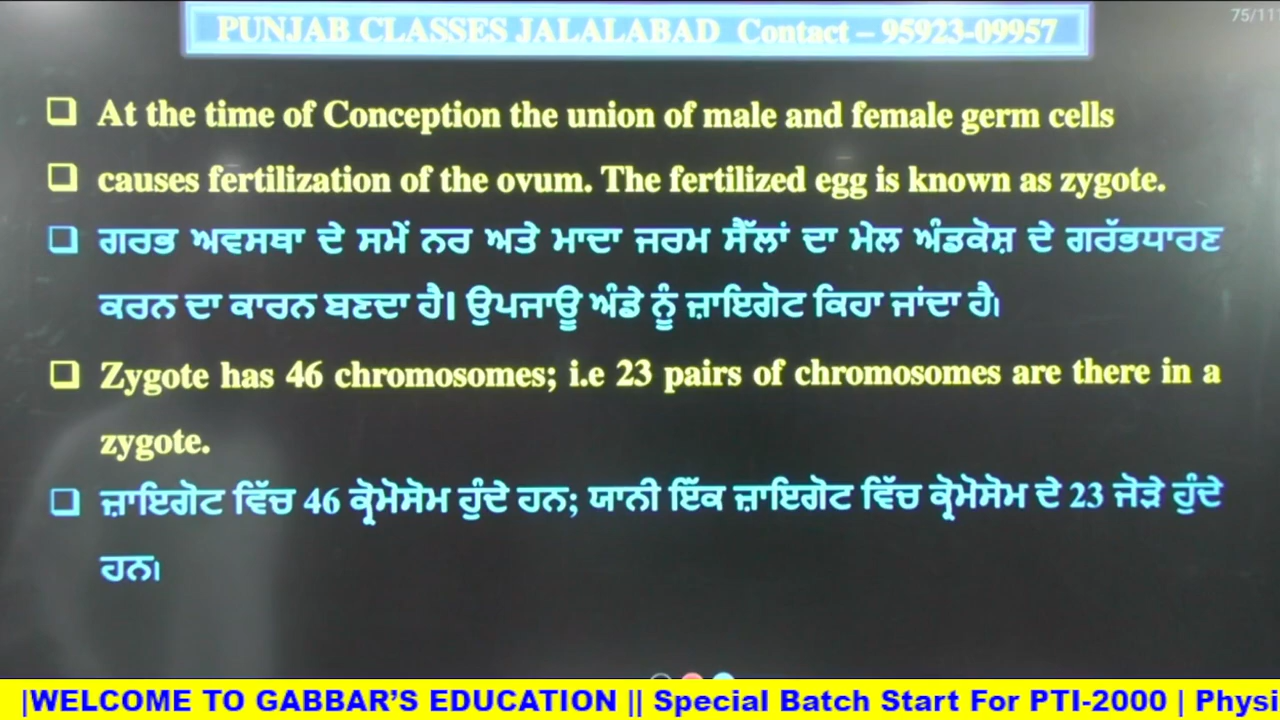 PUNJAB CLASSES JALALABAD Contact – 95923-09957
75/11
❑ At the time of Conception the union of male and female germ cells
❑ causes fertilization of the ovum. The fertilized egg is known as zygote.
❑ ਗਰਭ ਅਵਸਥਾ ਦੇ ਸਮੇਂ ਨਰ ਅਤੇ ਮਾਦਾ ਜਰਮ ਸੈੱਲਾਂ ਦਾ ਮੇਲ ਅੰਡਕੋਸ਼ ਦੇ ਗਰੱਭਧਾਰਣ
ਕਰਨ ਦਾ ਕਾਰਨ ਬਣਦਾ ਹੈ। ਉਪਜਾਊ ਅੰਡੇ ਨੂੰ ਜ਼ਾਇਗੋਟ ਕਿਹਾ ਜਾਂਦਾ ਹੈ।
❑ Zygote has 46 chromosomes; i.e 23 pairs of chromosomes are there in a
zygote.
❑ ਜ਼ਾਇਗੋਟ ਵਿੱਚ 46 ਕ੍ਰੋਮੋਸੋਮ ਹੁੰਦੇ ਹਨ; ਯਾਨੀ ਇੱਕ ਜ਼ਾਇਗੋਟ ਵਿੱਚ ਕ੍ਰੋਮੋਸੋਮ ਦੇ 23 ਜੋੜੇ ਹੁੰਦੇ
ਹਨ।
|WELCOME TO GABBAR’S EDUCATION || Special Batch Start For PTI-2000 | Physi